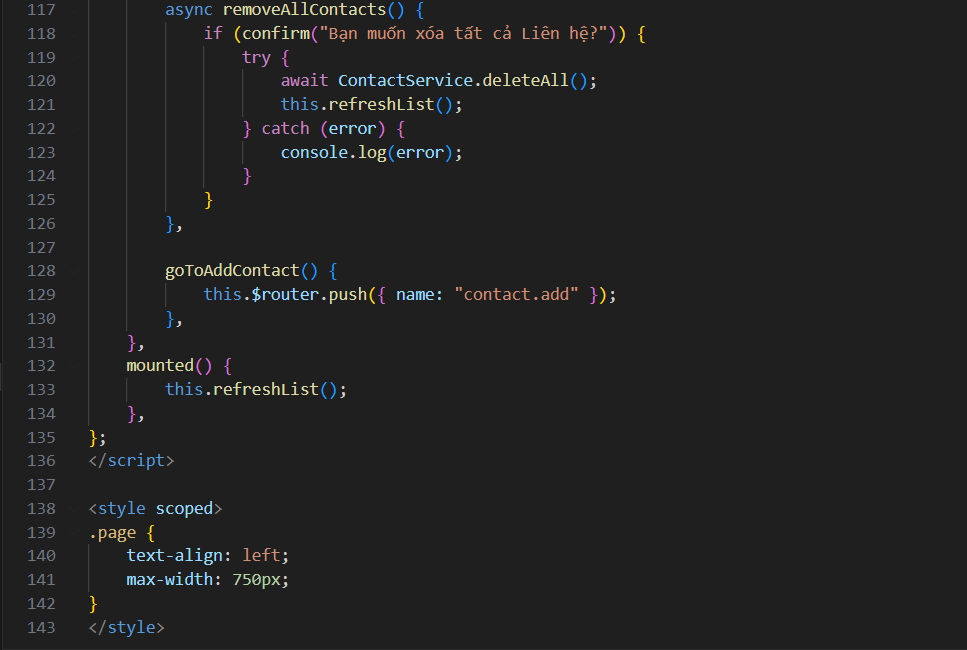 117 async removeAllContacts() {
118 if (confirm("Bạn muốn xóa tất cả Liên hệ?")) {
119 try {
120 await ContactService.deleteAll();
121 this.refreshList();
122 } catch (error) {
123 console.log(error);
124 }
125 }
126 },
127
128 goToAddContact() {
129 this.$router.push({ name: "contact.add" });
130 },
131 },
132 mounted() {
133 this.refreshList();
134 },
135 };
136 </script>
137
138 <style scoped>
139 .page {
140 text-align: left;
141 max-width: 750px;
142 }
143 </style>